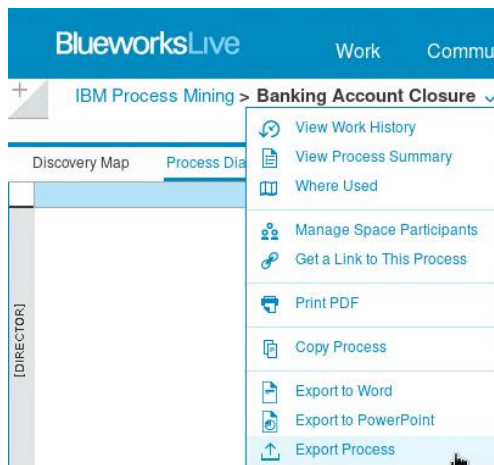 BlueworksLive
Work
Commu
IBM Process Mining > Banking Account Closure
View Work History
Discovery Map
Process Dia
View Process Summary
Where Used
Manage Space Participants
Get a Link to This Process
Print PDF
[DIRECTOR]
Copy Process
Export to Word
Export to PowerPoint
Export Process